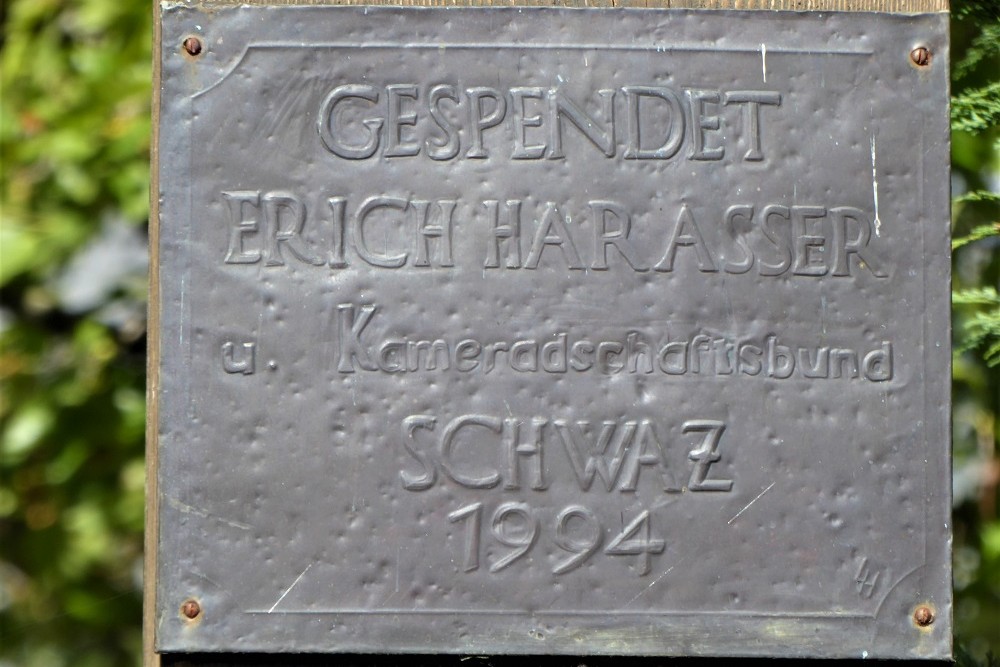 GESPENDET
ERICH HARASSER
u. Kameradschaftsbund
SCHWAZ
1994